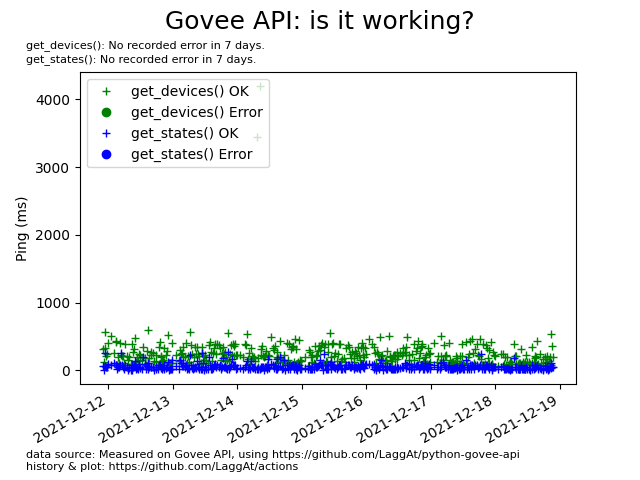 Govee API: is it working?
get_devices(): No recorded error in 7 days.
get_states(): No recorded error in 7 days.
get_devices() OK
get_devices() Error
get_states() OK
get_states() Error
Ping (ms)
4000
3000
2000
1000
0
2021-12-12
2021-12-13
2021-12-14
2021-12-15
2021-12-16
2021-12-17
2021-12-18
2021-12-19
data source: Measured on Govee API, using https://github.com/LaggAt/python-govee-api
history & plot: https://github.com/LaggAt/actions